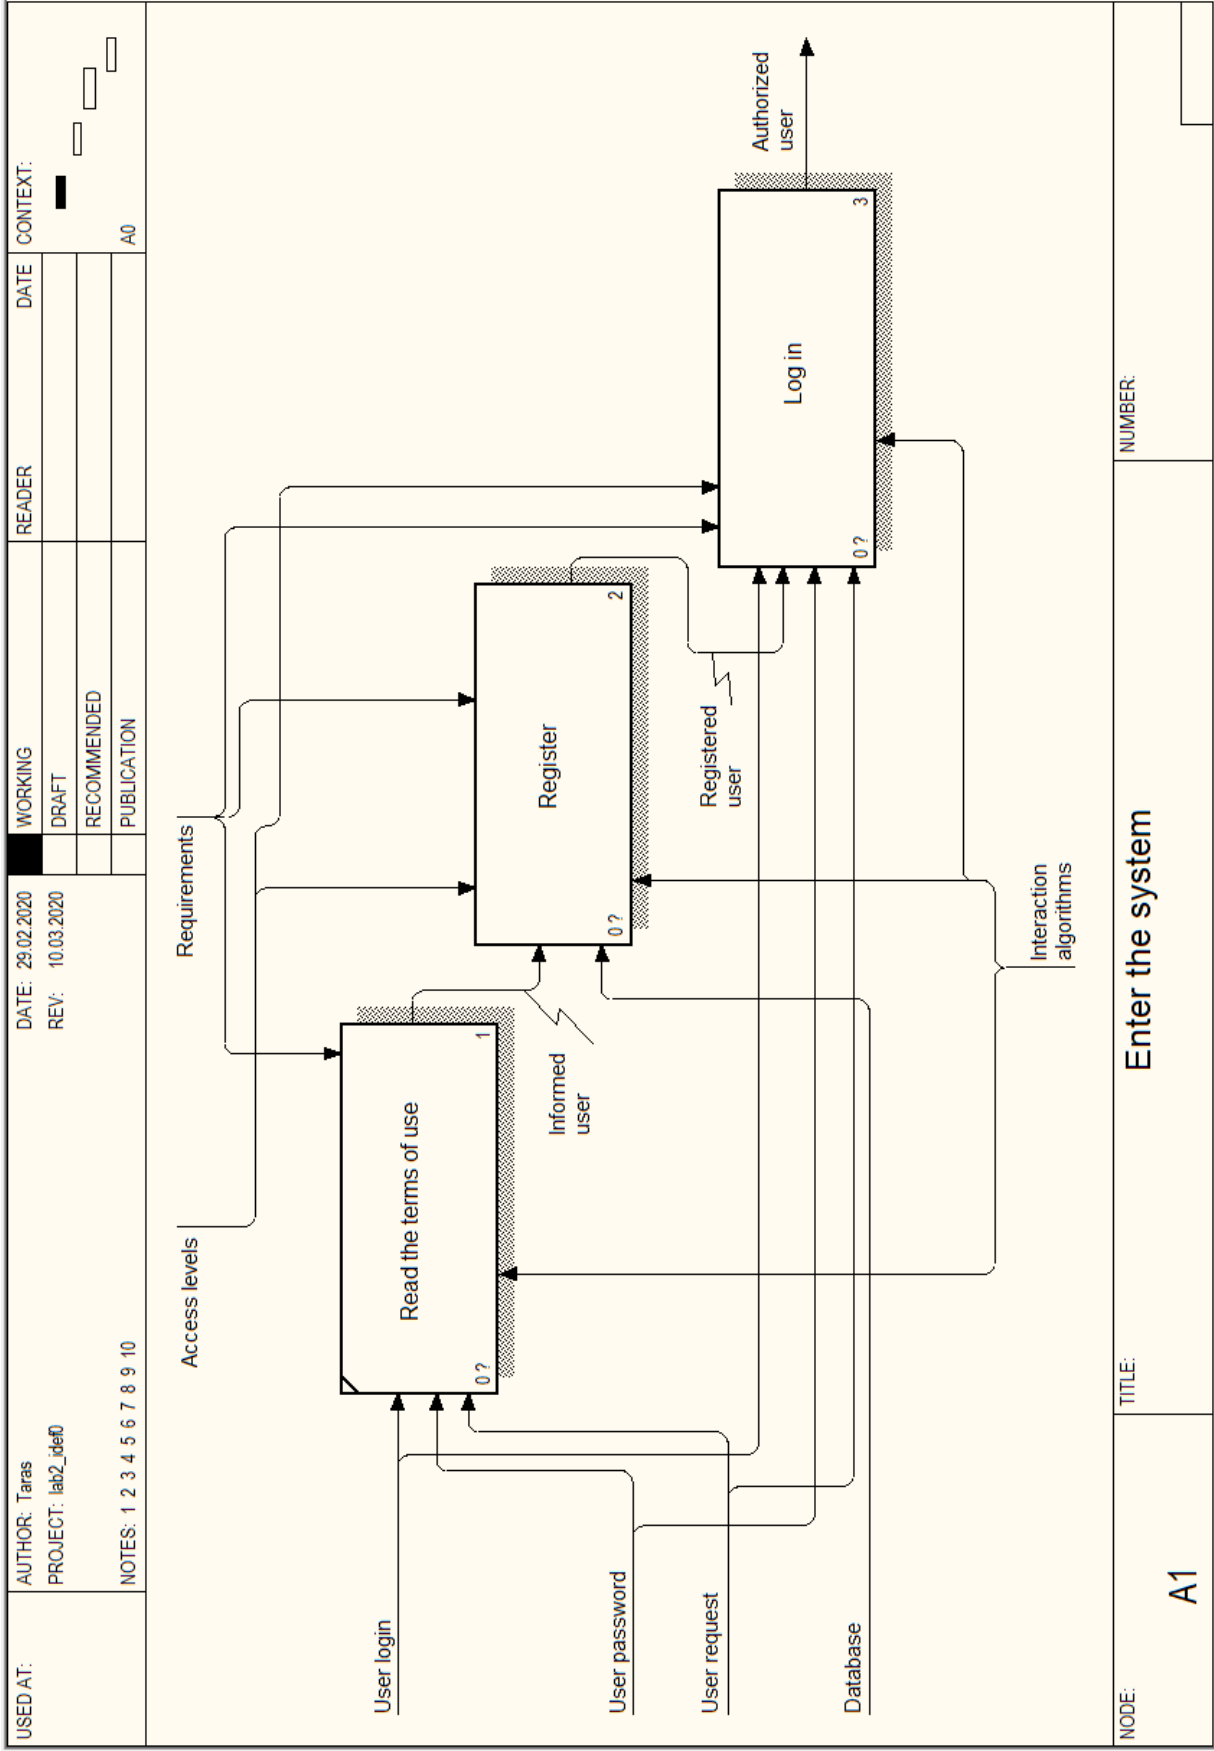 USED AT:
AUTHOR: Taras
DATE: 29.02.2020
WORKING
READER
DATE
CONTEXT:
PROJECT: lab2_idef0
REV: 10.03.2020
DRAFT
RECOMMENDED
NOTES: 1 2 3 4 5 6 7 8 9 10
PUBLICATION
A0
Access levels
Requirements
User login
Read the terms of use
0 ?
1
Informed
user
Register
0 ?
2
Registered
user
Log in
0 ?
3
Authorized
user
User password
User request
Database
Interaction
algorithms
NODE:
TITLE:
NUMBER:
A1
Enter the system